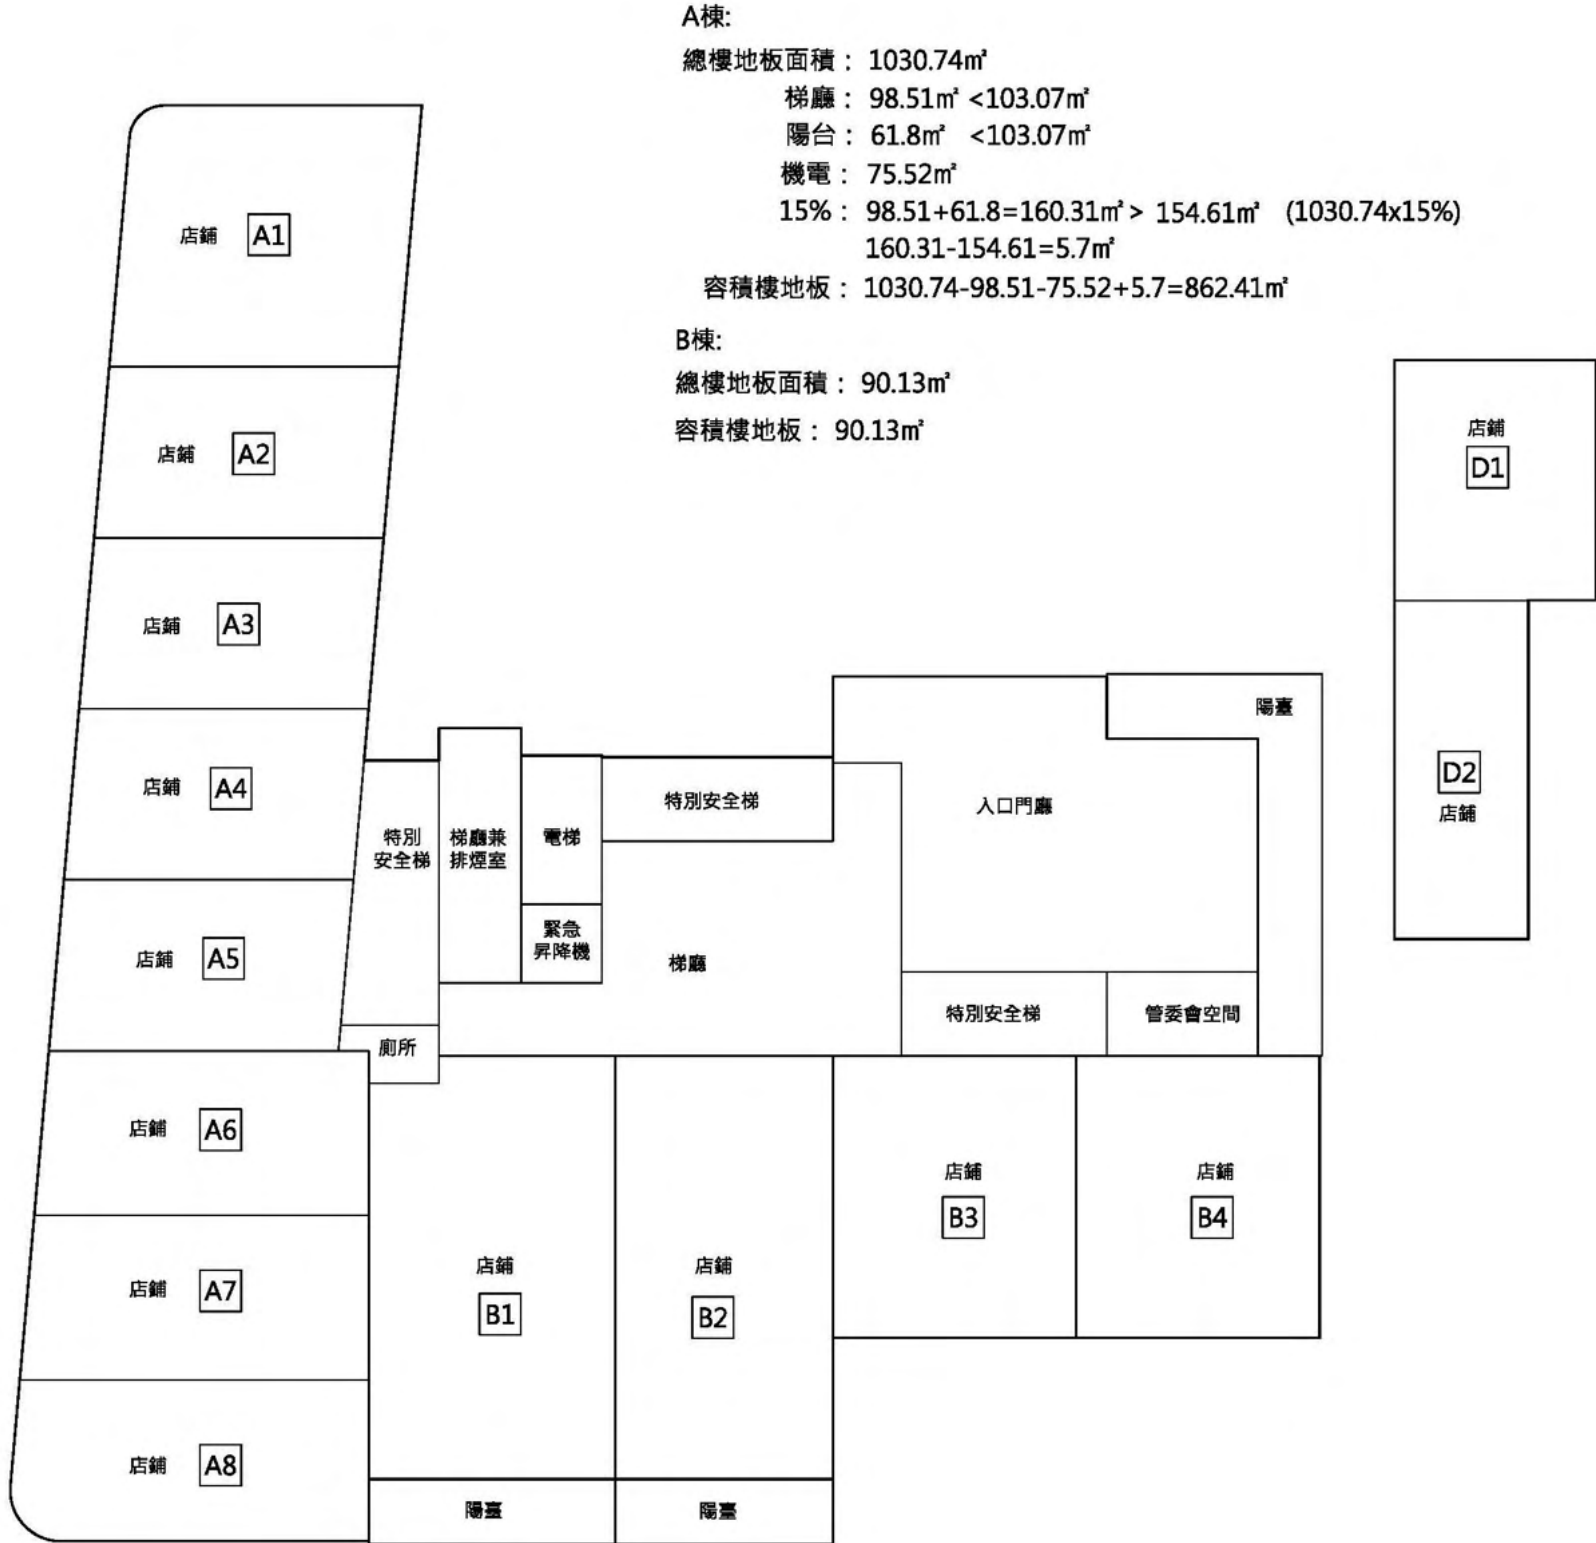 A棟:
總樓地板面積：1030.74㎡
梯廳：98.51㎡ <103.07㎡
陽台：61.8㎡ <103.07㎡
機電：75.52㎡
15%：98.51+61.8=160.31㎡> 154.61㎡ (1030.74x15%)
160.31-154.61=5.7㎡
容積樓地板：1030.74-98.51-75.52+5.7=862.41㎡
B棟:
總樓地板面積：90.13㎡
容積樓地板：90.13㎡
店鋪 A1
店鋪 A2
店鋪 A3
店鋪 A4
店鋪 A5
店鋪 A6
店鋪 A7
店鋪 A8
特別
安全梯
梯廳兼
排煙室
電梯
緊急
昇降機
特別安全梯
梯廳
廁所
入口門廳
陽臺
特別安全梯
管委會空間
店鋪
B1
店鋪
B2
店鋪
B3
店鋪
B4
陽臺
陽臺
店鋪
D1
D2
店鋪